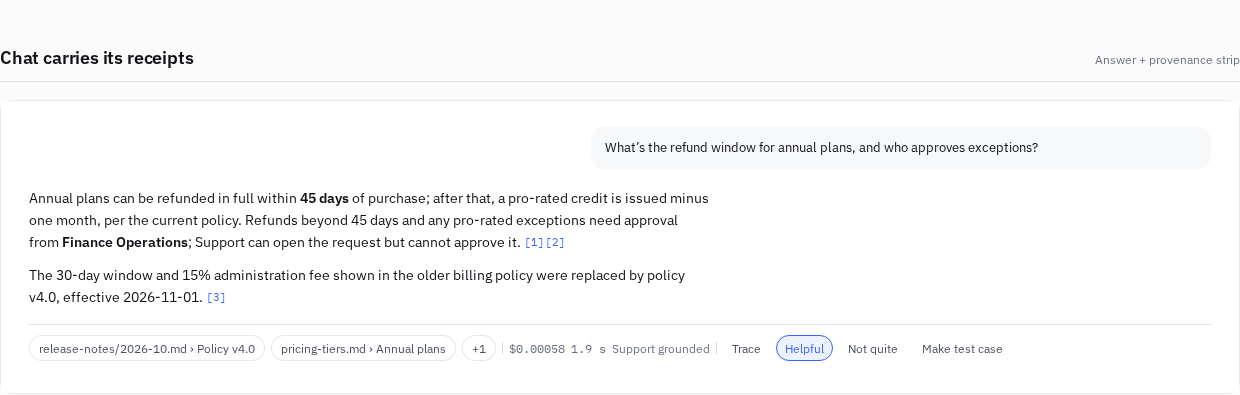 Chat carries its receipts
Answer + provenance strip
What’s the refund window for annual plans, and who approves exceptions?
Annual plans can be refunded in full within 45 days of purchase; after that, a pro-rated credit is issued minus
one month, per the current policy. Refunds beyond 45 days and any pro-rated exceptions need approval
from Finance Operations; Support can open the request but cannot approve it. [1][2]
The 30-day window and 15% administration fee shown in the older billing policy were replaced by policy
v4.0, effective 2026-11-01. [3]
release-notes/2026-10.md › Policy v4.0 pricing-tiers.md › Annual plans +1 $0.00058 1.9 s Support grounded Trace Helpful Not quite Make test case